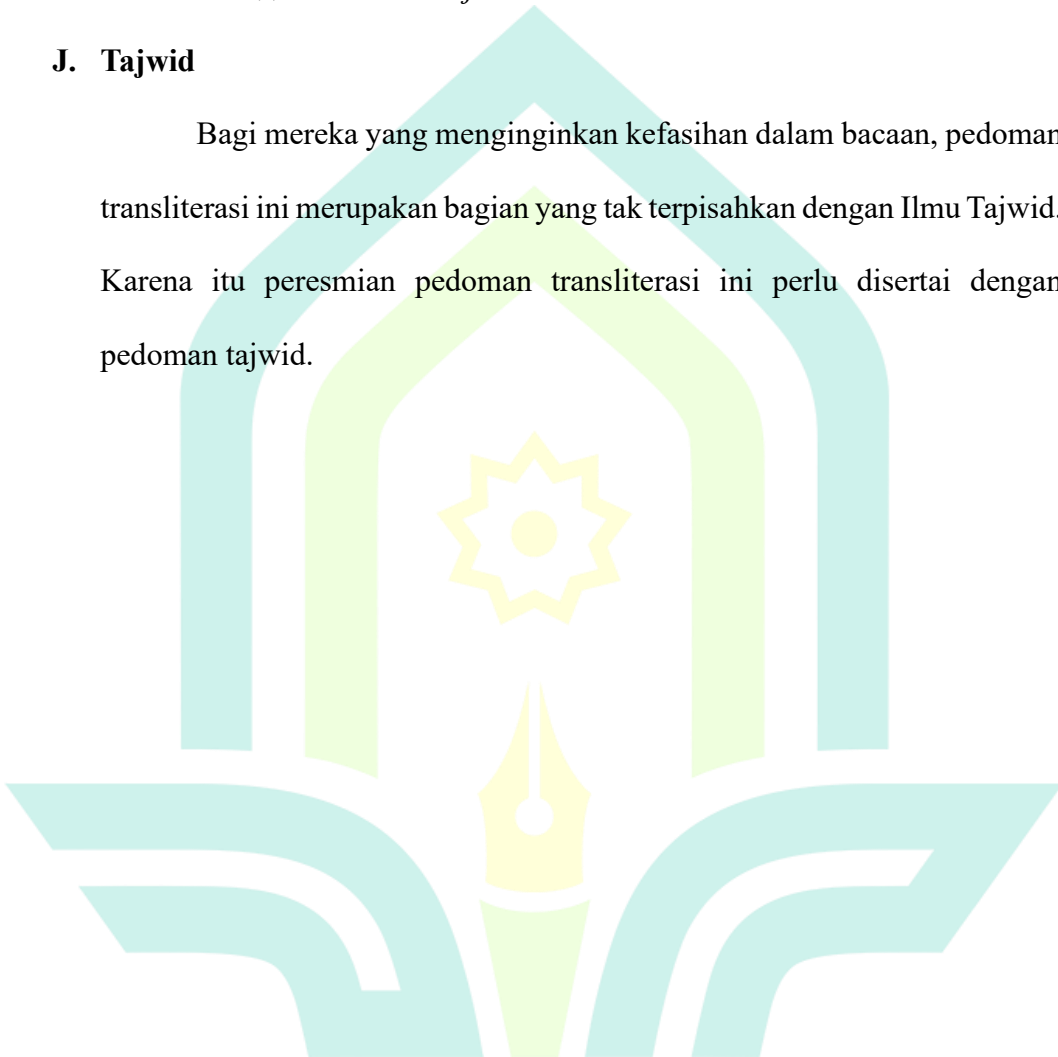 J. Tajwid
Bagi mereka yang menginginkan kefasihan dalam bacaan, pedoman
transliterasi ini merupakan bagian yang tak terpisahkan dengan Ilmu Tajwid.
Karena itu peresmian pedoman transliterasi ini perlu disertai dengan
pedoman tajwid.